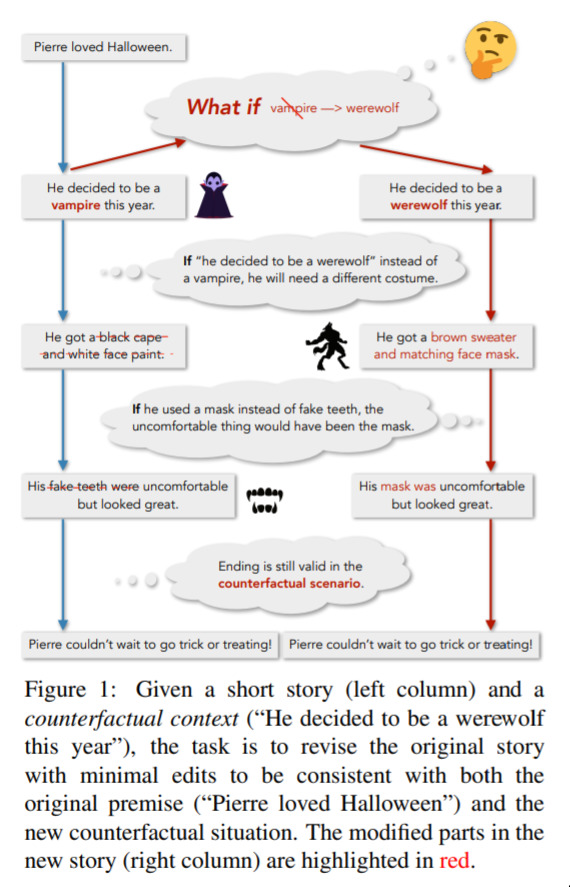 Pierre loved Halloween.
What if vampire —> werewolf
He decided to be a
vampire this year.
He decided to be a
werewolf this year.
If “he decided to be a werewolf” instead of
a vampire, he will need a different costume.
He got a black cape
and white face paint.
He got a brown sweater
and matching face mask.
If he used a mask instead of fake teeth, the
uncomfortable thing would have been the mask.
His fake teeth were uncomfortable
but looked great.
His mask was uncomfortable
but looked great.
Ending is still valid in the
counterfactual scenario.
Pierre couldn’t wait to go trick or treating!
Pierre couldn’t wait to go trick or treating!
Figure 1: Given a short story (left column) and a
counterfactual context (“He decided to be a werewolf
this year”), the task is to revise the original story
with minimal edits to be consistent with both the
original premise (“Pierre loved Halloween”) and the
new counterfactual situation. The modified parts in the
new story (right column) are highlighted in red.